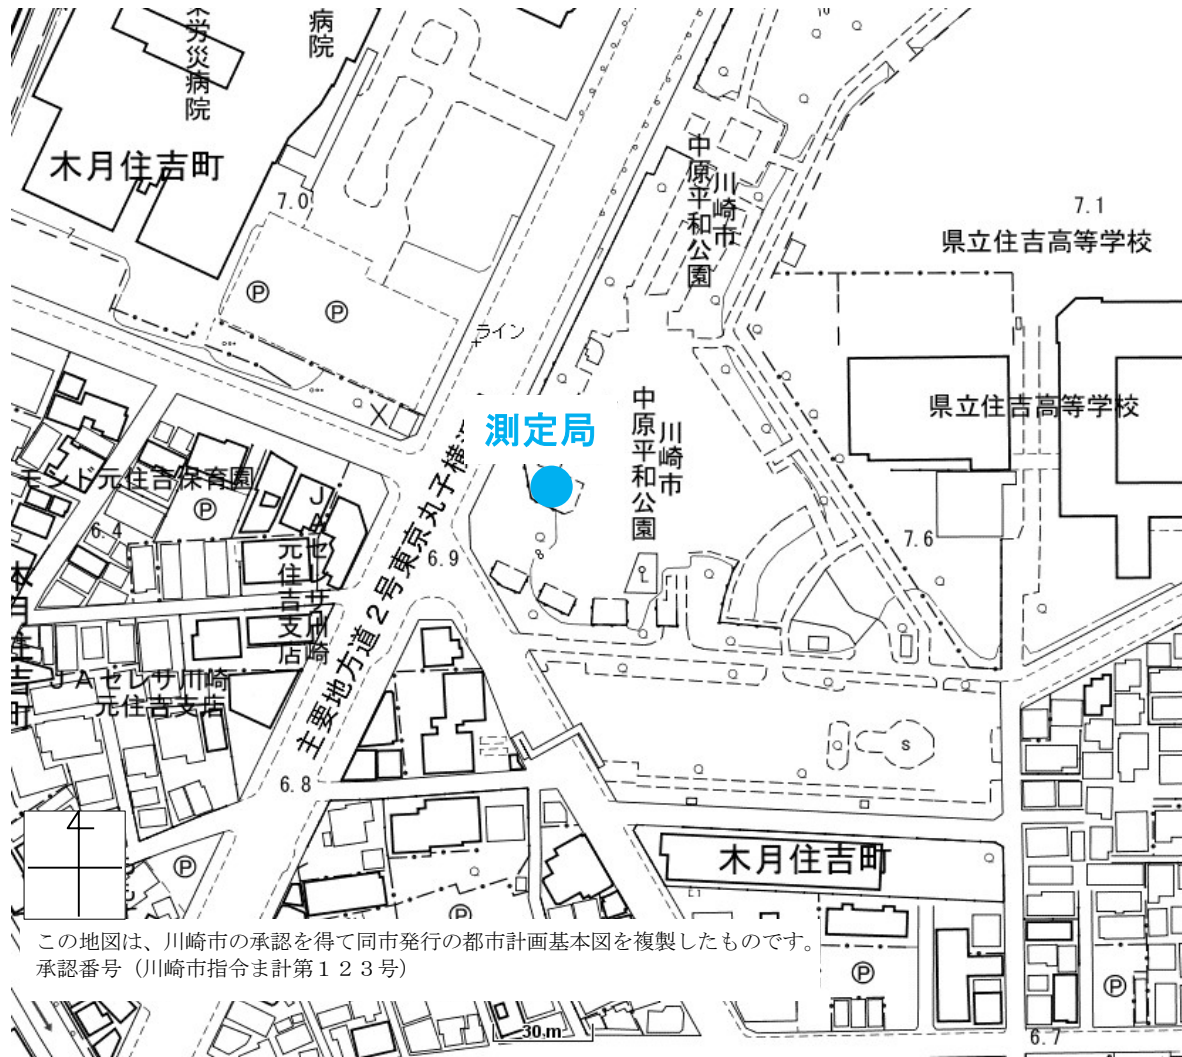 労災病院
病院
木月住吉町
7.0
中原平和公園
川崎市
7.1
県立住吉高等学校
P
P
ライン
測定局
中原平和公園
川崎市
県立住吉高等学校
元住吉保育園
P
6.4
6.9
8
7.6
主要地方道2号東京丸子横浜
JAセレサ川崎
元住吉支店
JAセレサ川崎
元住吉支店
6.8
S
P
木月住吉町
P
P
P
この地図は、川崎市の承認を得て同市発行の都市計画基本図を複製したものです。
承認番号（川崎市指令ま計第１２３号）
30 m
6.7